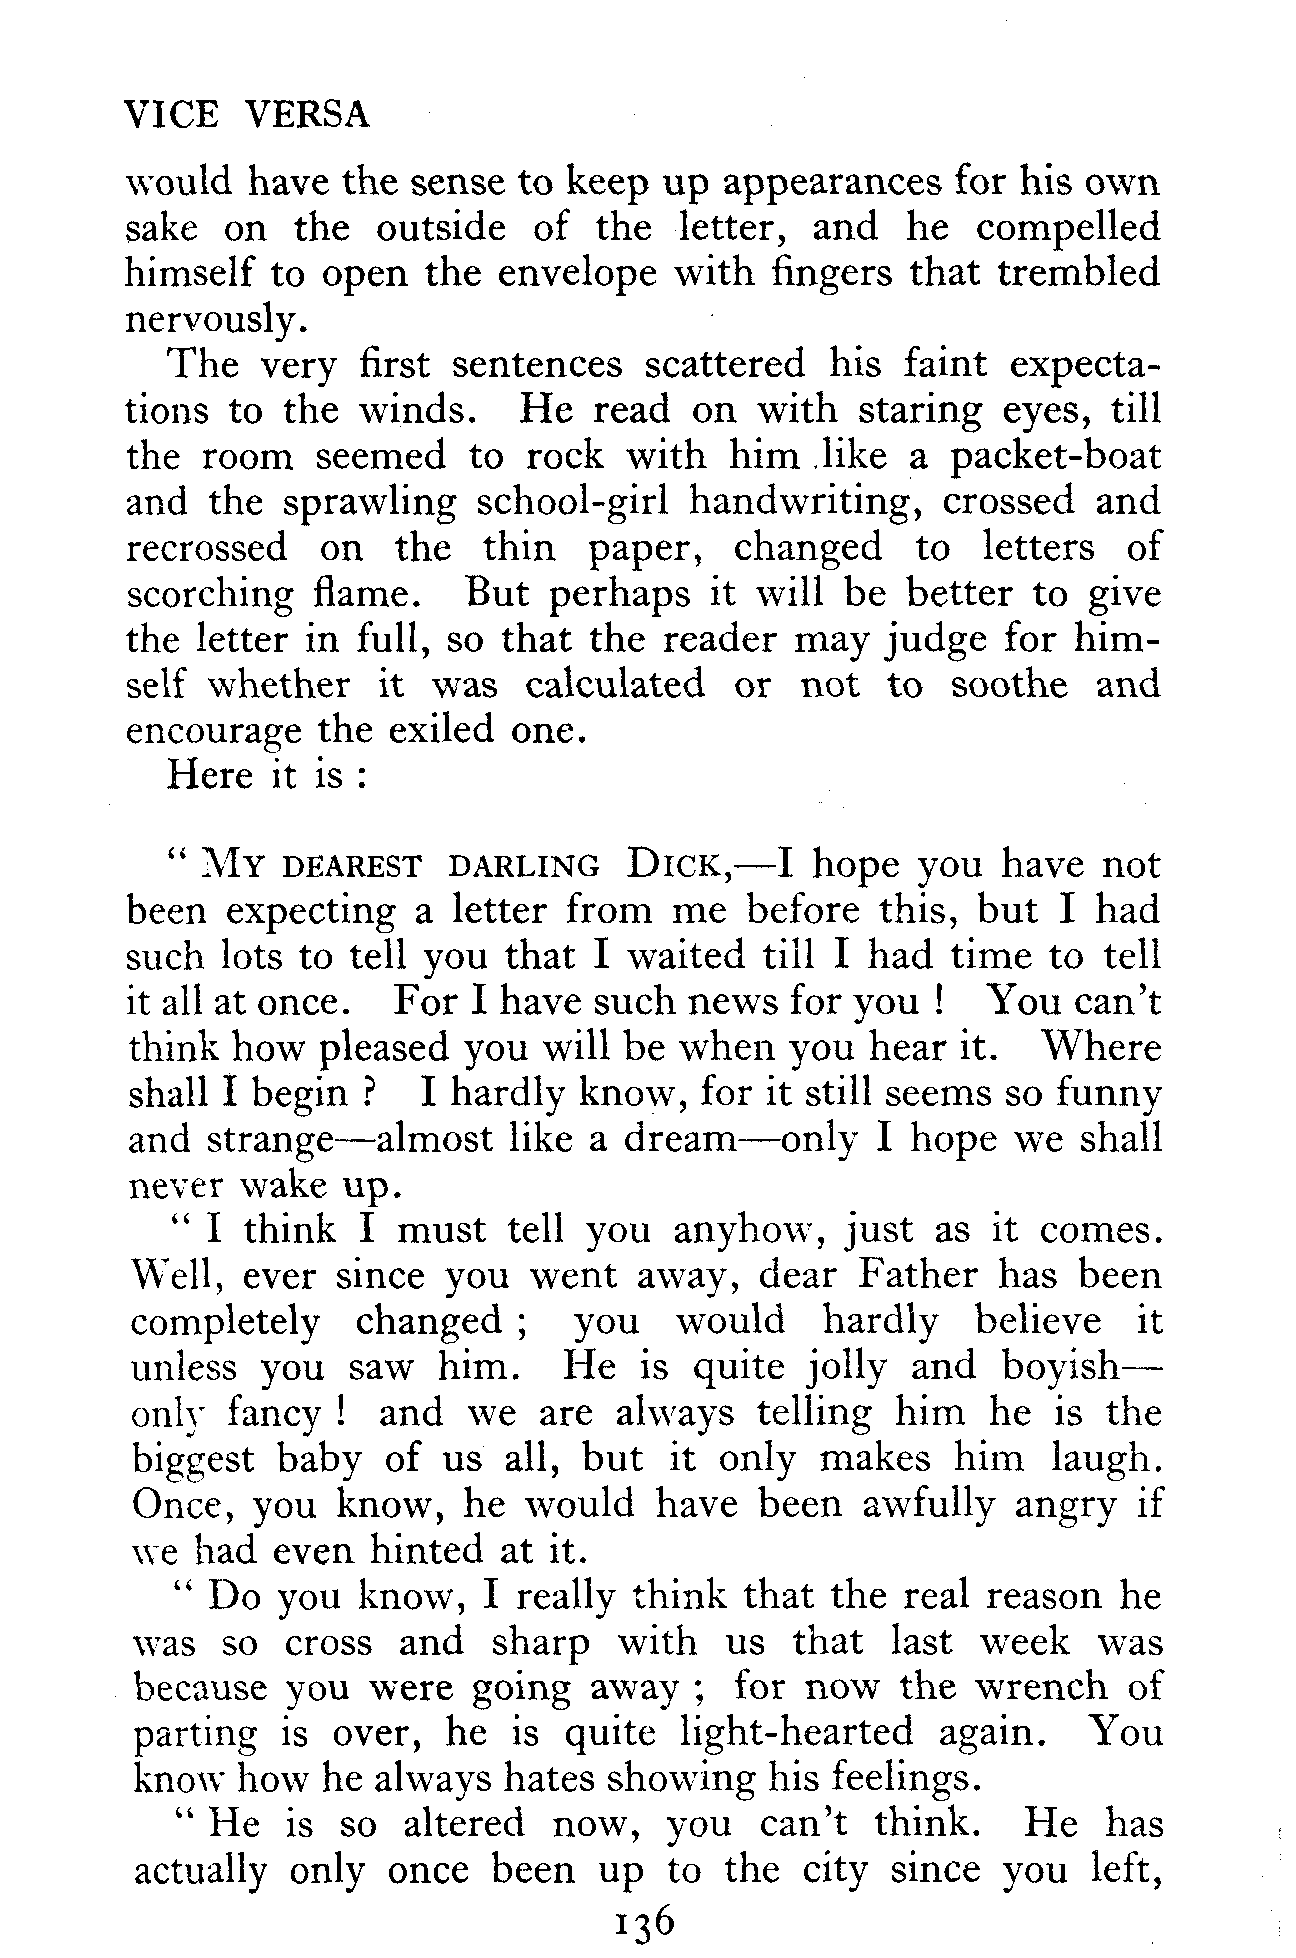 VICE VERSA
would have the sense to keep up appearances for his own
sake on the outside of the letter, and he compelled
himself to open the envelope with fingers that trembled
nervously.
The very first sentences scattered his faint expecta-
tions to the winds. He read on with staring eyes, till
the room seemed to rock with him like a packet-boat
and the sprawling school-girl handwriting, crossed and
recrossed on the thin paper, changed to letters of
scorching flame. But perhaps it will be better to give
the letter in full, so that the reader may judge for him-
self whether it was calculated or not to soothe and
encourage the exiled one.
Here it is :
“ MY DEAREST DARLING DICK,—I hope you have not
been expecting a letter from me before this, but I had
such lots to tell you that I waited till I had time to tell
it all at once. For I have such news for you ! You can't
think how pleased you will be when you hear it. Where
shall I begin ? I hardly know, for it still seems so funny
and strange—almost like a dream—only I hope we shall
never wake up.
“ I think I must tell you anyhow, just as it comes.
Well, ever since you went away, dear Father has been
completely changed ; you would hardly believe it
unless you saw him. He is quite jolly and boyish—
only fancy ! and we are always telling him he is the
biggest baby of us all, but it only makes him laugh.
Once, you know, he would have been awfully angry if
we had even hinted at it.
“ Do you know, I really think that the real reason he
was so cross and sharp with us that last week was
because you were going away ; for now the wrench of
parting is over, he is quite light-hearted again. You
know how he always hates showing his feelings.
“ He is so altered now, you can't think. He has
actually only once been up to the city since you left,
136